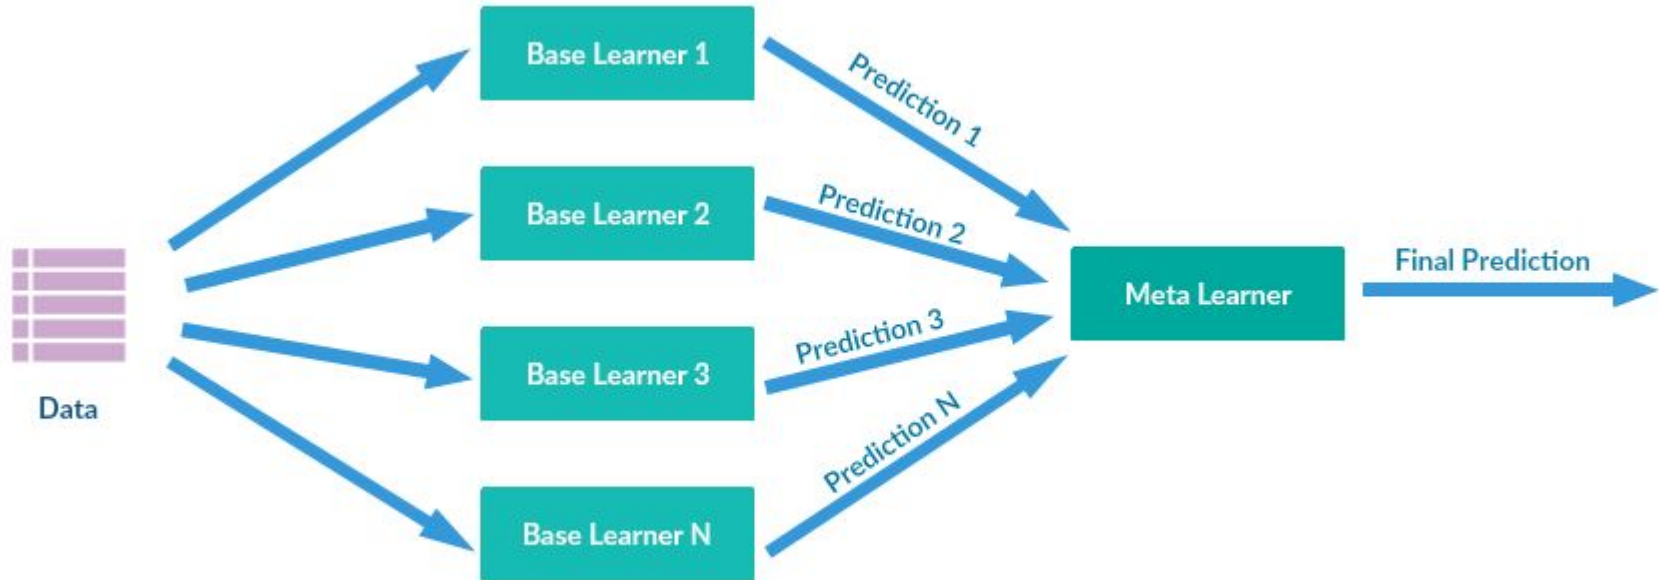 Data
Base Learner 1
Base Learner 2
Base Learner 3
Base Learner N
Prediction 1
Prediction 2
Prediction 3
Prediction N
Meta Learner
Final Prediction